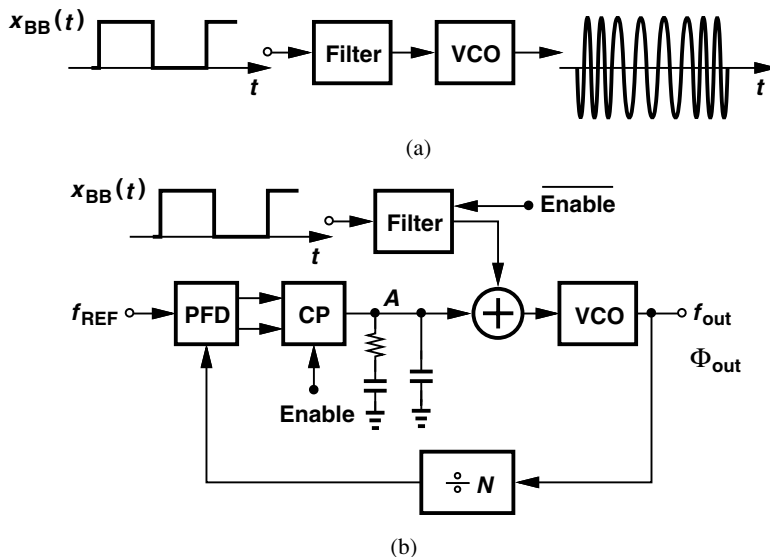 x_BB(t)
Filter
VCO
t
t
(a)
x_BB(t)
Enable
Filter
t
f_REF
PFD
CP
A
+
VCO
f_out
Φ_out
Enable
÷ N
(b)